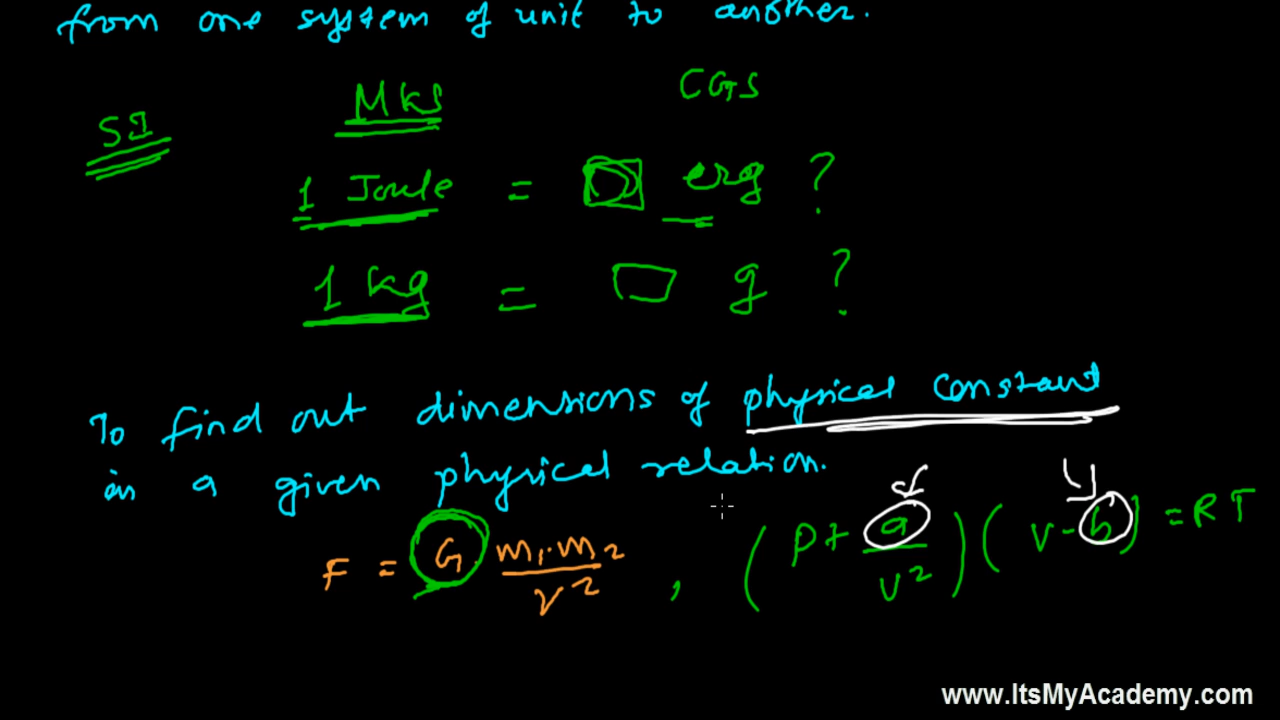 from one system of unit to another.
SI MKS CGS
1 Joule = erg ?
1 kg = g ?
To find out dimensions of physical constant
in a given physical relation.
F = G m₁.m₂/r² , (P+ a/v²)(v-b) = RT
www.ItsMyAcademy.com